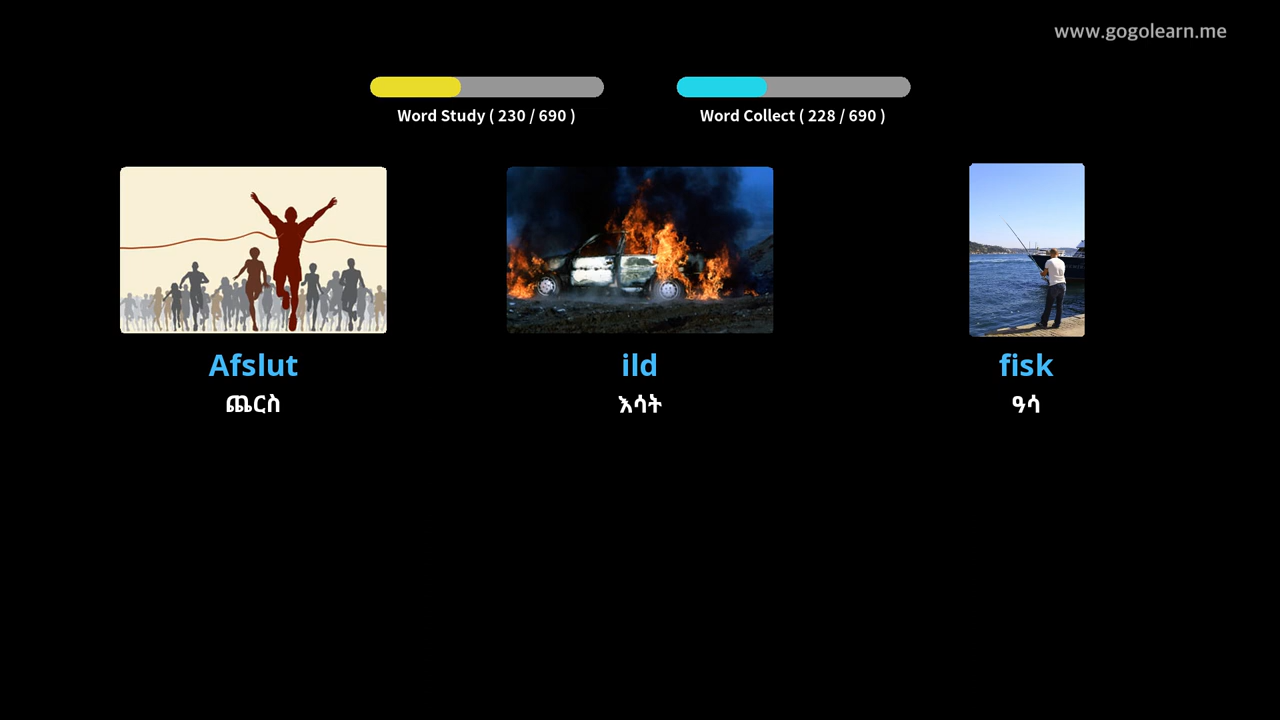 www.gogolearn.me
Word Study ( 230 / 690 )
Word Collect ( 228 / 690 )
Afslut
ild
fisk
ጨርስ
እሳት
ዓሳ